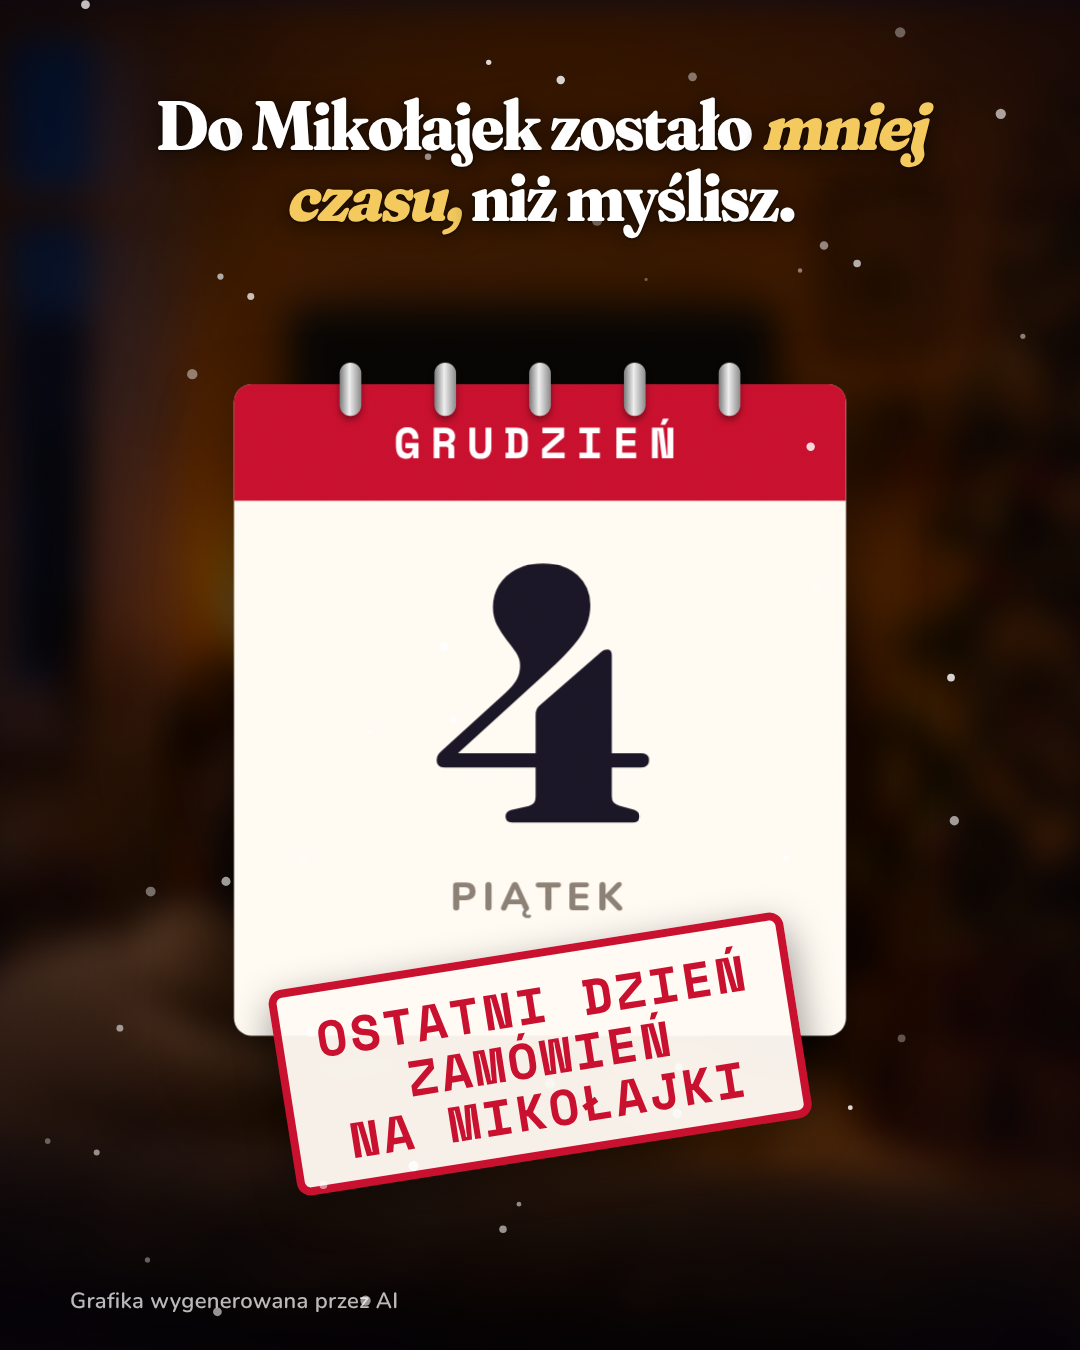 Do Mikołajek zostało mniej
czasu, niż myślisz.
GRUDZIEŃ
4
PIĄTEK
OSTATNI DZIEŃ
ZAMÓWIEŃ
NA MIKOŁAJKI
Grafika wygenerowana przez AI